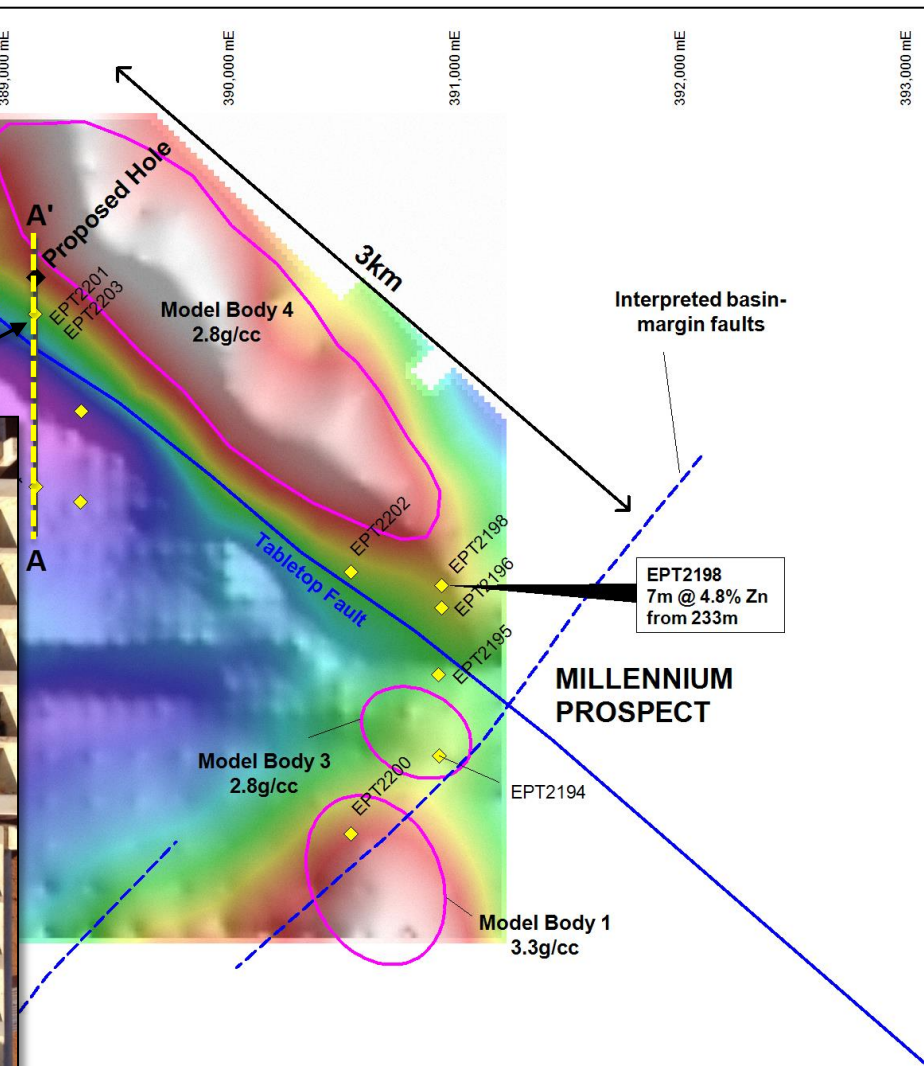 389,000 mE
390,000 mE
391,000 mE
392,000 mE
393,000 mE
3km
A'
Proposed Hole
EPT2201
EPT2203
Model Body 4
2.8g/cc
Interpreted basin-
margin faults
A
EPT2202
EPT2198
EPT2196
Tabletop Fault
EPT2198
7m @ 4.8% Zn
from 233m
EPT2195
MILLENNIUM
PROSPECT
Model Body 3
2.8g/cc
EPT2200
EPT2194
Model Body 1
3.3g/cc